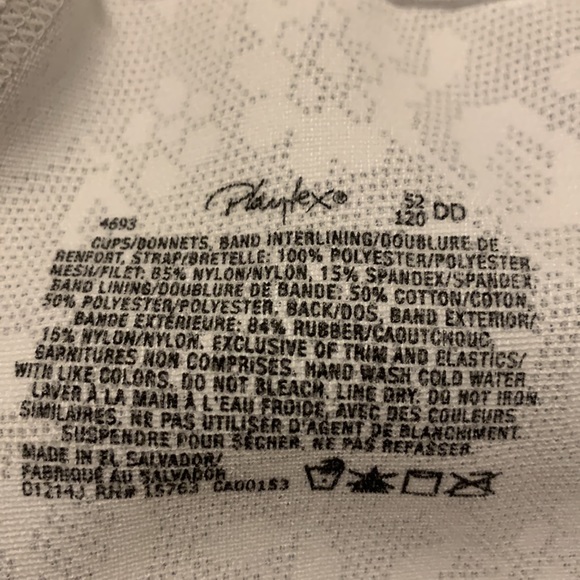 Playtex®
52
120 DD
4693
CUPS/BONNETS, BAND INTERLINING/DOUBLURE DE
RENFORT, STRAP/BRETELLE: 100% POLYESTER/POLYESTER.
MESH/FILET: 85% NYLON/NYLON, 15% SPANDEX/SPANDEX.
BAND LINING/DOUBLURE DE BANDE: 50% COTTON/COTON,
50% POLYESTER/POLYESTER. BACK/DOS, BAND EXTERIOR/
BANDE EXTÉRIEURE: 84% RUBBER/CAOUTCHOUC,
16% NYLON/NYLON. EXCLUSIVE OF TRIM AND ELASTICS/
GARNITURES NON COMPRISES. HAND WASH COLD WATER
WITH LIKE COLORS. DO NOT BLEACH. LINE DRY. DO NOT IRON.
LAVER À LA MAIN À L'EAU FROIDE, AVEC DES COULEURS
SIMILAIRES. NE PAS UTILISER D'AGENT DE BLANCHIMENT.
SUSPENDRE POUR SÉCHER. NE PAS REPASSER.
MADE IN EL SALVADOR/
FABRIQUÉ AU SALVADOR
D1214J RN# 15763 CA00153